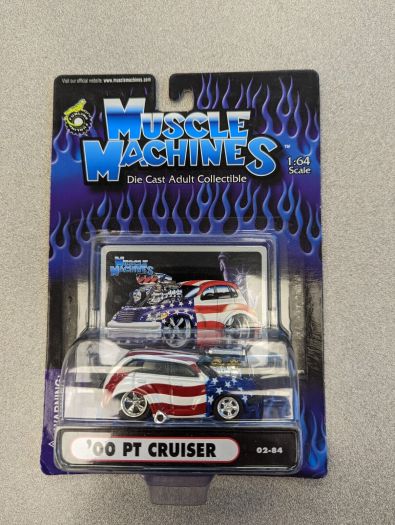 Visit our official website: www.musclemachines.com
MUSCLE
MACHINES™
1:64
Scale
Die Cast Adult Collectible
MUSCLE
MACHINES
⚠WARNING:
'00 PT CRUISER
02-84